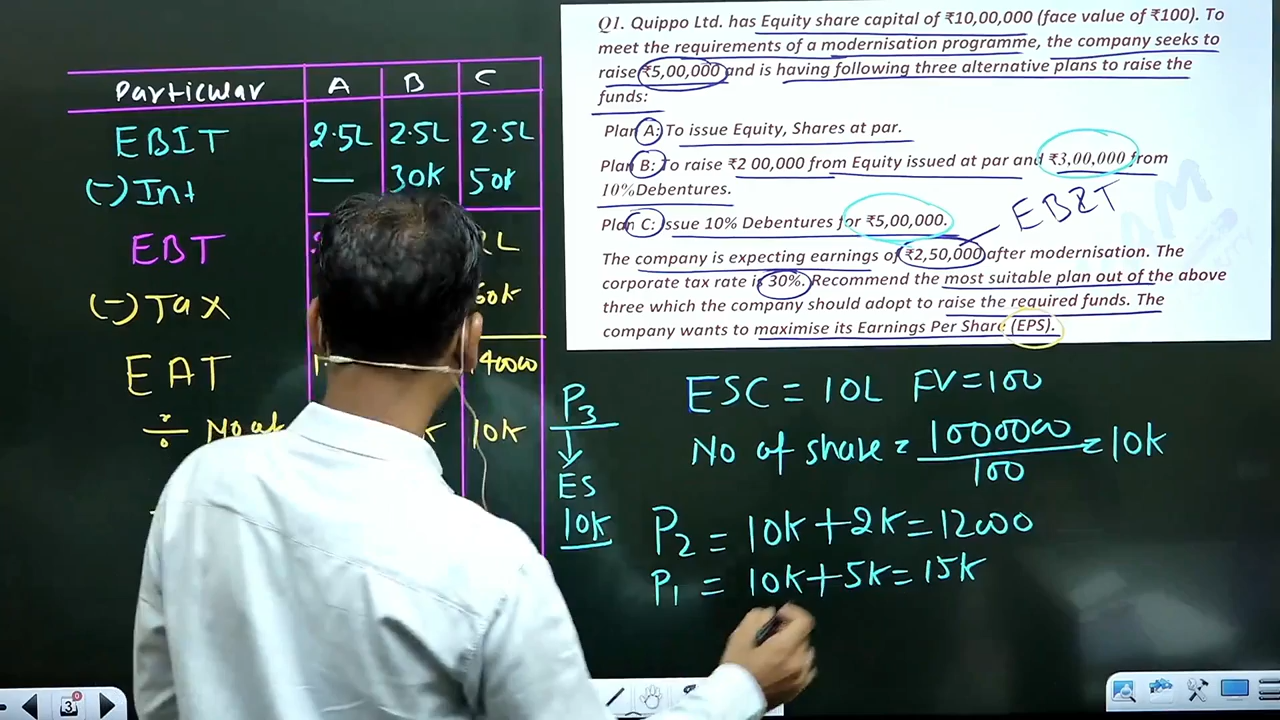 Q1. Quippo Ltd. has Equity share capital of ₹10,00,000 (face value of ₹100). To
meet the requirements of a modernisation programme, the company seeks to
raise ₹5,00,000 and is having following three alternative plans to raise the
funds:
Plan A: To issue Equity, Shares at par.
Plan B: To raise ₹2 00,000 from Equity issued at par and ₹3,00,000 from
10%Debentures.
Plan C: Issue 10% Debentures for ₹5,00,000.
EBIT
The company is expecting earnings of ₹2,50,000 after modernisation. The
corporate tax rate is 30%. Recommend the most suitable plan out of the above
three which the company should adopt to raise the required funds. The
company wants to maximise its Earnings Per Share (EPS).
Particular A B C
EBIT 2.5L 2.5L 2.5L
(-) Int — 30K 50K
EBT 2L
(-) Tax 60K
EAT 140000
÷ No of 10K
P3
↓
ES
10K
ESC = 10L FV = 100
No of share = 1000000 / 100 = 10K
P2 = 10K + 2K = 12000
P1 = 10K + 5K = 15K
3